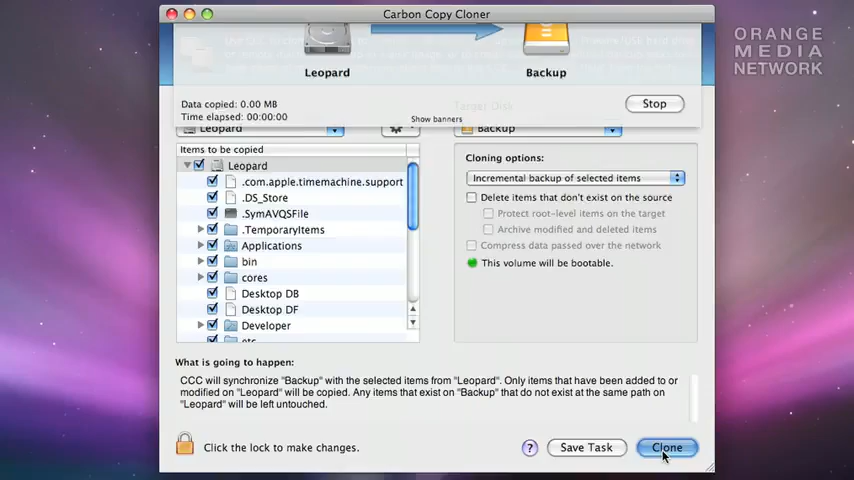 Carbon Copy Cloner
ORANGE
MEDIA
NETWORK
Leopard
Backup
Data copied: 0.00 MB
Time elapsed: 00:00:00
Stop
Target Disk
Show banners
Leopard
Backup
Items to be copied
Leopard
.com.apple.timemachine.support
.DS_Store
.SymAVQSFile
.TemporaryItems
Applications
bin
cores
Desktop DB
Desktop DF
Developer
etc
Cloning options:
Incremental backup of selected items
Delete items that don't exist on the source
Protect root-level items on the target
Archive modified and deleted items
Compress data passed over the network
This volume will be bootable.
What is going to happen:
CCC will synchronize "Backup" with the selected items from "Leopard". Only items that have been added to or
modified on "Leopard" will be copied. Any items that exist on "Backup" that do not exist at the same path on
"Leopard" will be left untouched.
Click the lock to make changes.
?
Save Task
Clone